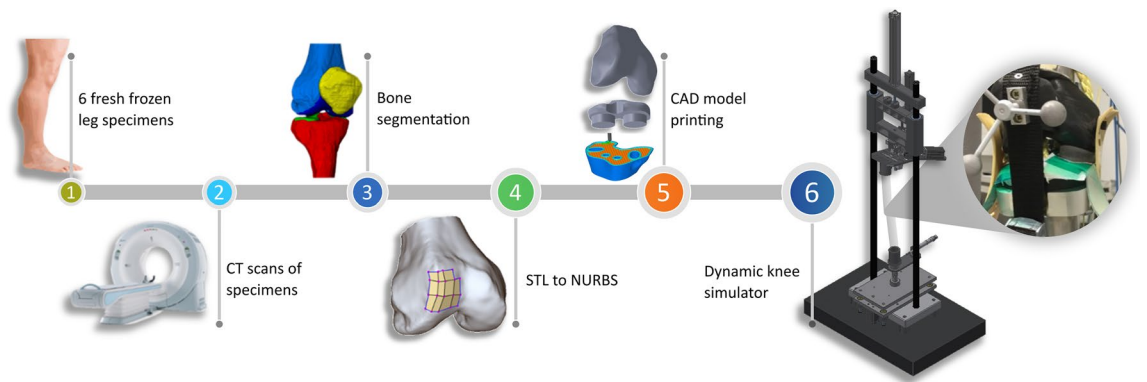 6 fresh frozen
leg specimens
Bone
segmentation
CAD model
printing
1
2
3
4
5
6
CT scans of
specimens
STL to NURBS
Dynamic knee
simulator